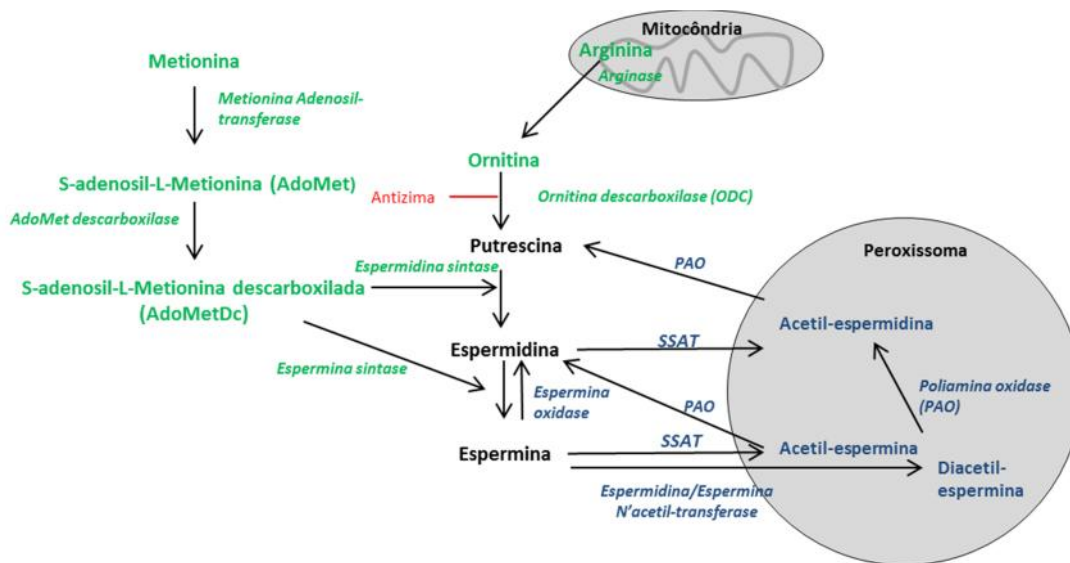 Mitocôndria
Arginina
Arginase
Metionina
Metionina Adenosil-
transferase
Ornitina
S-adenosil-L-Metionina (AdoMet)
Antizima
Ornitina descarboxilase (ODC)
AdoMet descarboxilase
Putrescina
Peroxissoma
PAO
Espermidina sintase
S-adenosil-L-Metionina descarboxilada
(AdoMetDc)
Acetil-espermidina
Espermidina
SSAT
Espermina sintase
Espermina
oxidase
PAO
Poliamina oxidase
(PAO)
Espermina
SSAT
Acetil-espermina
Diacetil-
espermina
Espermidina/Espermina
N'acetil-transferase